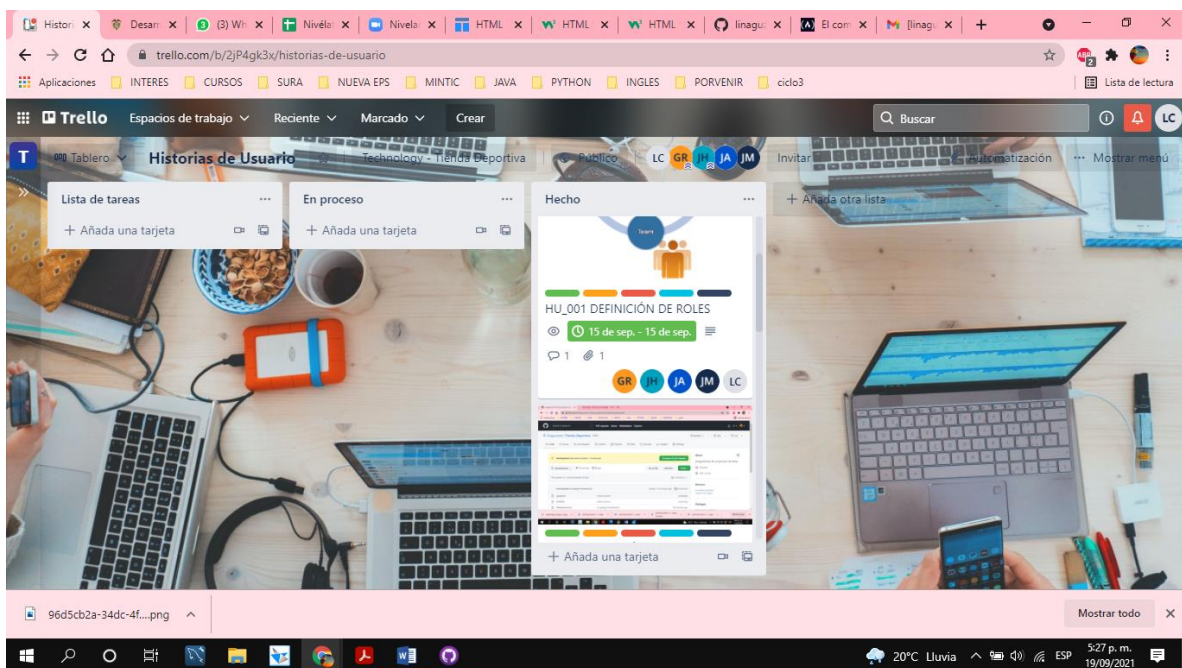 Histori
Desarr
(3) Wh
Nivela
HTML
HTML
HTML
linagu
El com
trello.com/b/2jP4gk3x/historias-de-usuario
ABP
2
Aplicaciones INTERES CURSOS SURA NUEVA EPS MINTIC JAVA PYTHON INGLES PORVENIR ciclo3 Lista de lectura
Trello Espacios de trabajo Reciente Marcado Crear Buscar LC
T Tablero Historias de Usuario Technology - Tienda Deportiva Público LC GR JH JA JM Invitar Automatización ... Mostrar menú
Lista de tareas ...
+ Añada una tarjeta
En proceso ...
+ Añada una tarjeta
Hecho ...
Team
HU_001 DEFINICIÓN DE ROLES
15 de sep. - 15 de sep.
1 1
GR JH JA JM LC
+ Añada una tarjeta
+ Añada otra lista
96d5cb2a-34dc-4f....png Mostrar todo
20°C Lluvia ESP 5:27 p. m.
19/09/2021